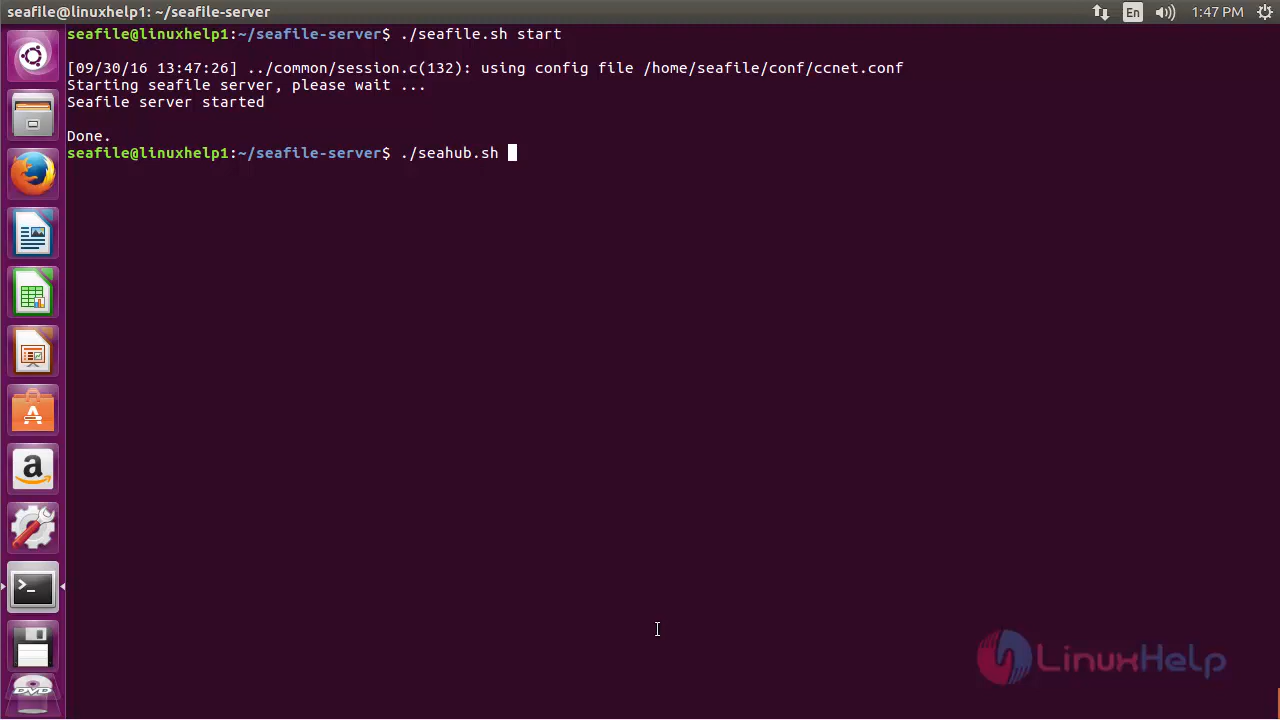 seafile@linuxhelp1: ~/seafile-server
En
1:47 PM
seafile@linuxhelp1:~/seafile-server$ ./seafile.sh start
[09/30/16 13:47:26] ../common/session.c(132): using config file /home/seafile/conf/ccnet.conf
Starting seafile server, please wait ...
Seafile server started
Done.
seafile@linuxhelp1:~/seafile-server$ ./seahub.sh
A
a
>_
DVD
LinuxHelp